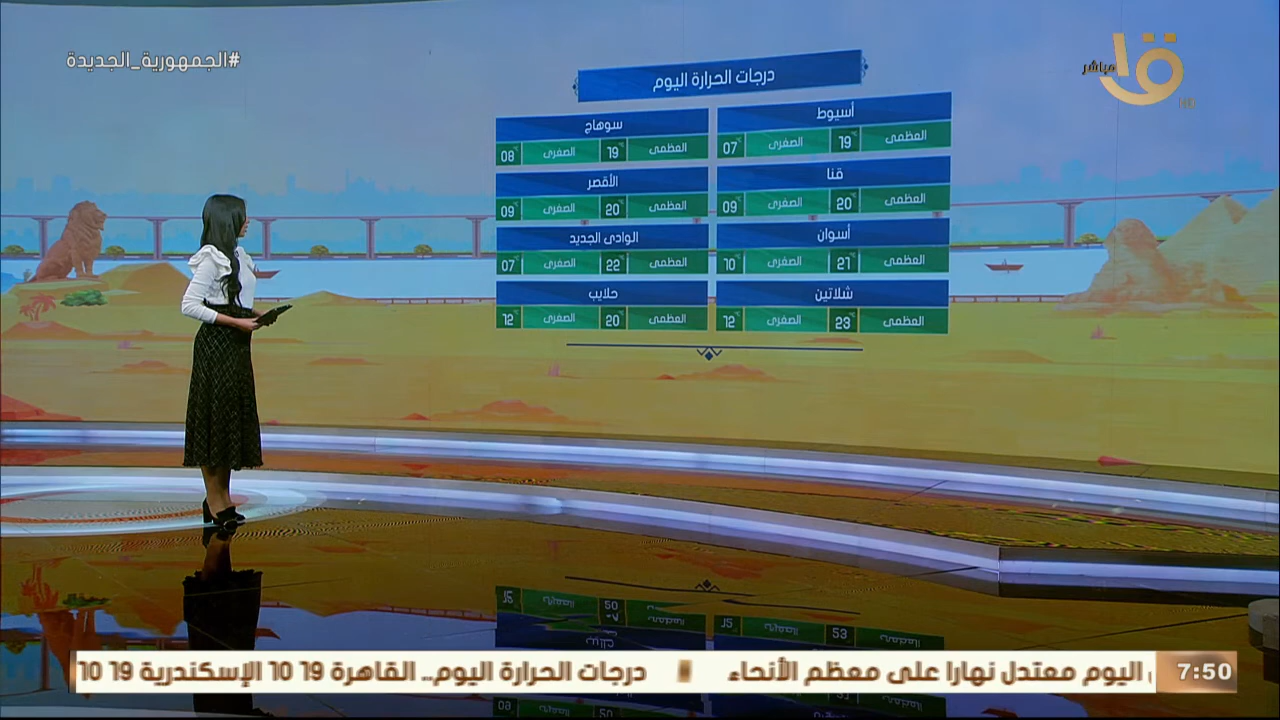 #الجمهورية_الجديدة
مباشر
درجات الحرارة اليوم
أسيوط
العظمى 19 الصغرى 07
سوهاج
العظمى 19 الصغرى 08
قنا
العظمى 20 الصغرى 09
الأقصر
العظمى 20 الصغرى 09
أسوان
العظمى 21 الصغرى 10
الوادى الجديد
العظمى 22 الصغرى 07
شلاتين
العظمى 23 الصغرى 12
حلايب
العظمى 20 الصغرى 12
7:50 اليوم معتدل نهارا على معظم الأنحاء درجات الحرارة اليوم.. القاهرة 19 10 الإسكندرية 19 10